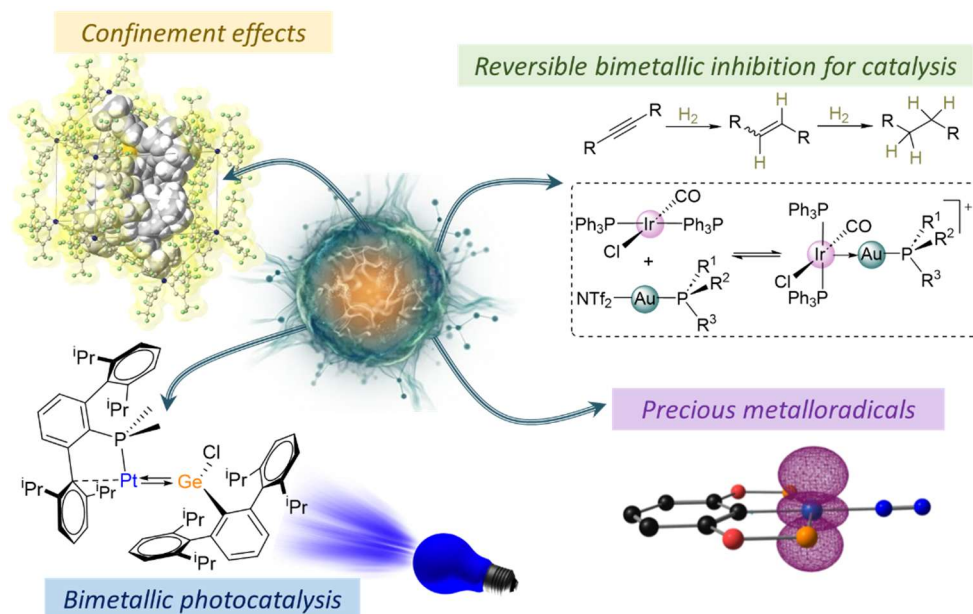 Confinement effects
Reversible bimetallic inhibition for catalysis
R
R
H₂
R
H
H
R
H₂
R
H
H
H
H
R
Ph₃P
Ir
CO
Ph₃P
Cl
+
NTf₂
Au
P
R¹
R²
R³
Ph₃P
CO
Ir
Cl
Ph₃P
Au
P
R¹
R²
R³
+
Precious metalloradicals
ⁱPr
ⁱPr
P
Pt
ⁱPr
ⁱPr
Ge
Cl
ⁱPr
ⁱPr
ⁱPr
ⁱPr
Bimetallic photocatalysis